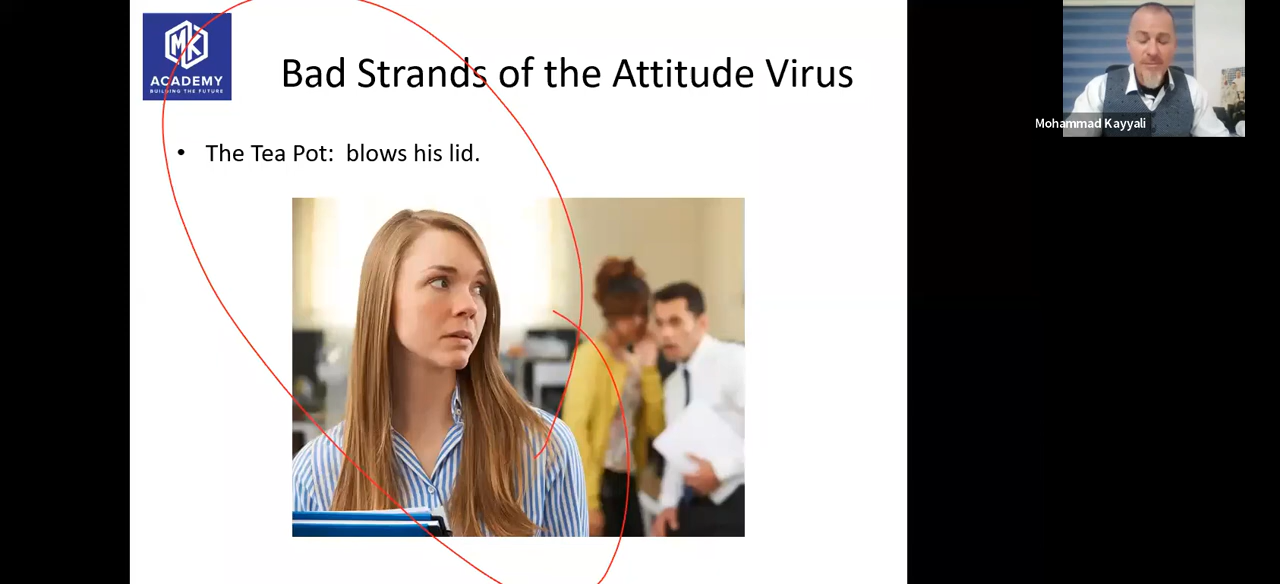 MK
ACADEMY
BUILDING THE FUTURE
Bad Strands of the Attitude Virus
• The Tea Pot:  blows his lid.
Mohammad Kayyali